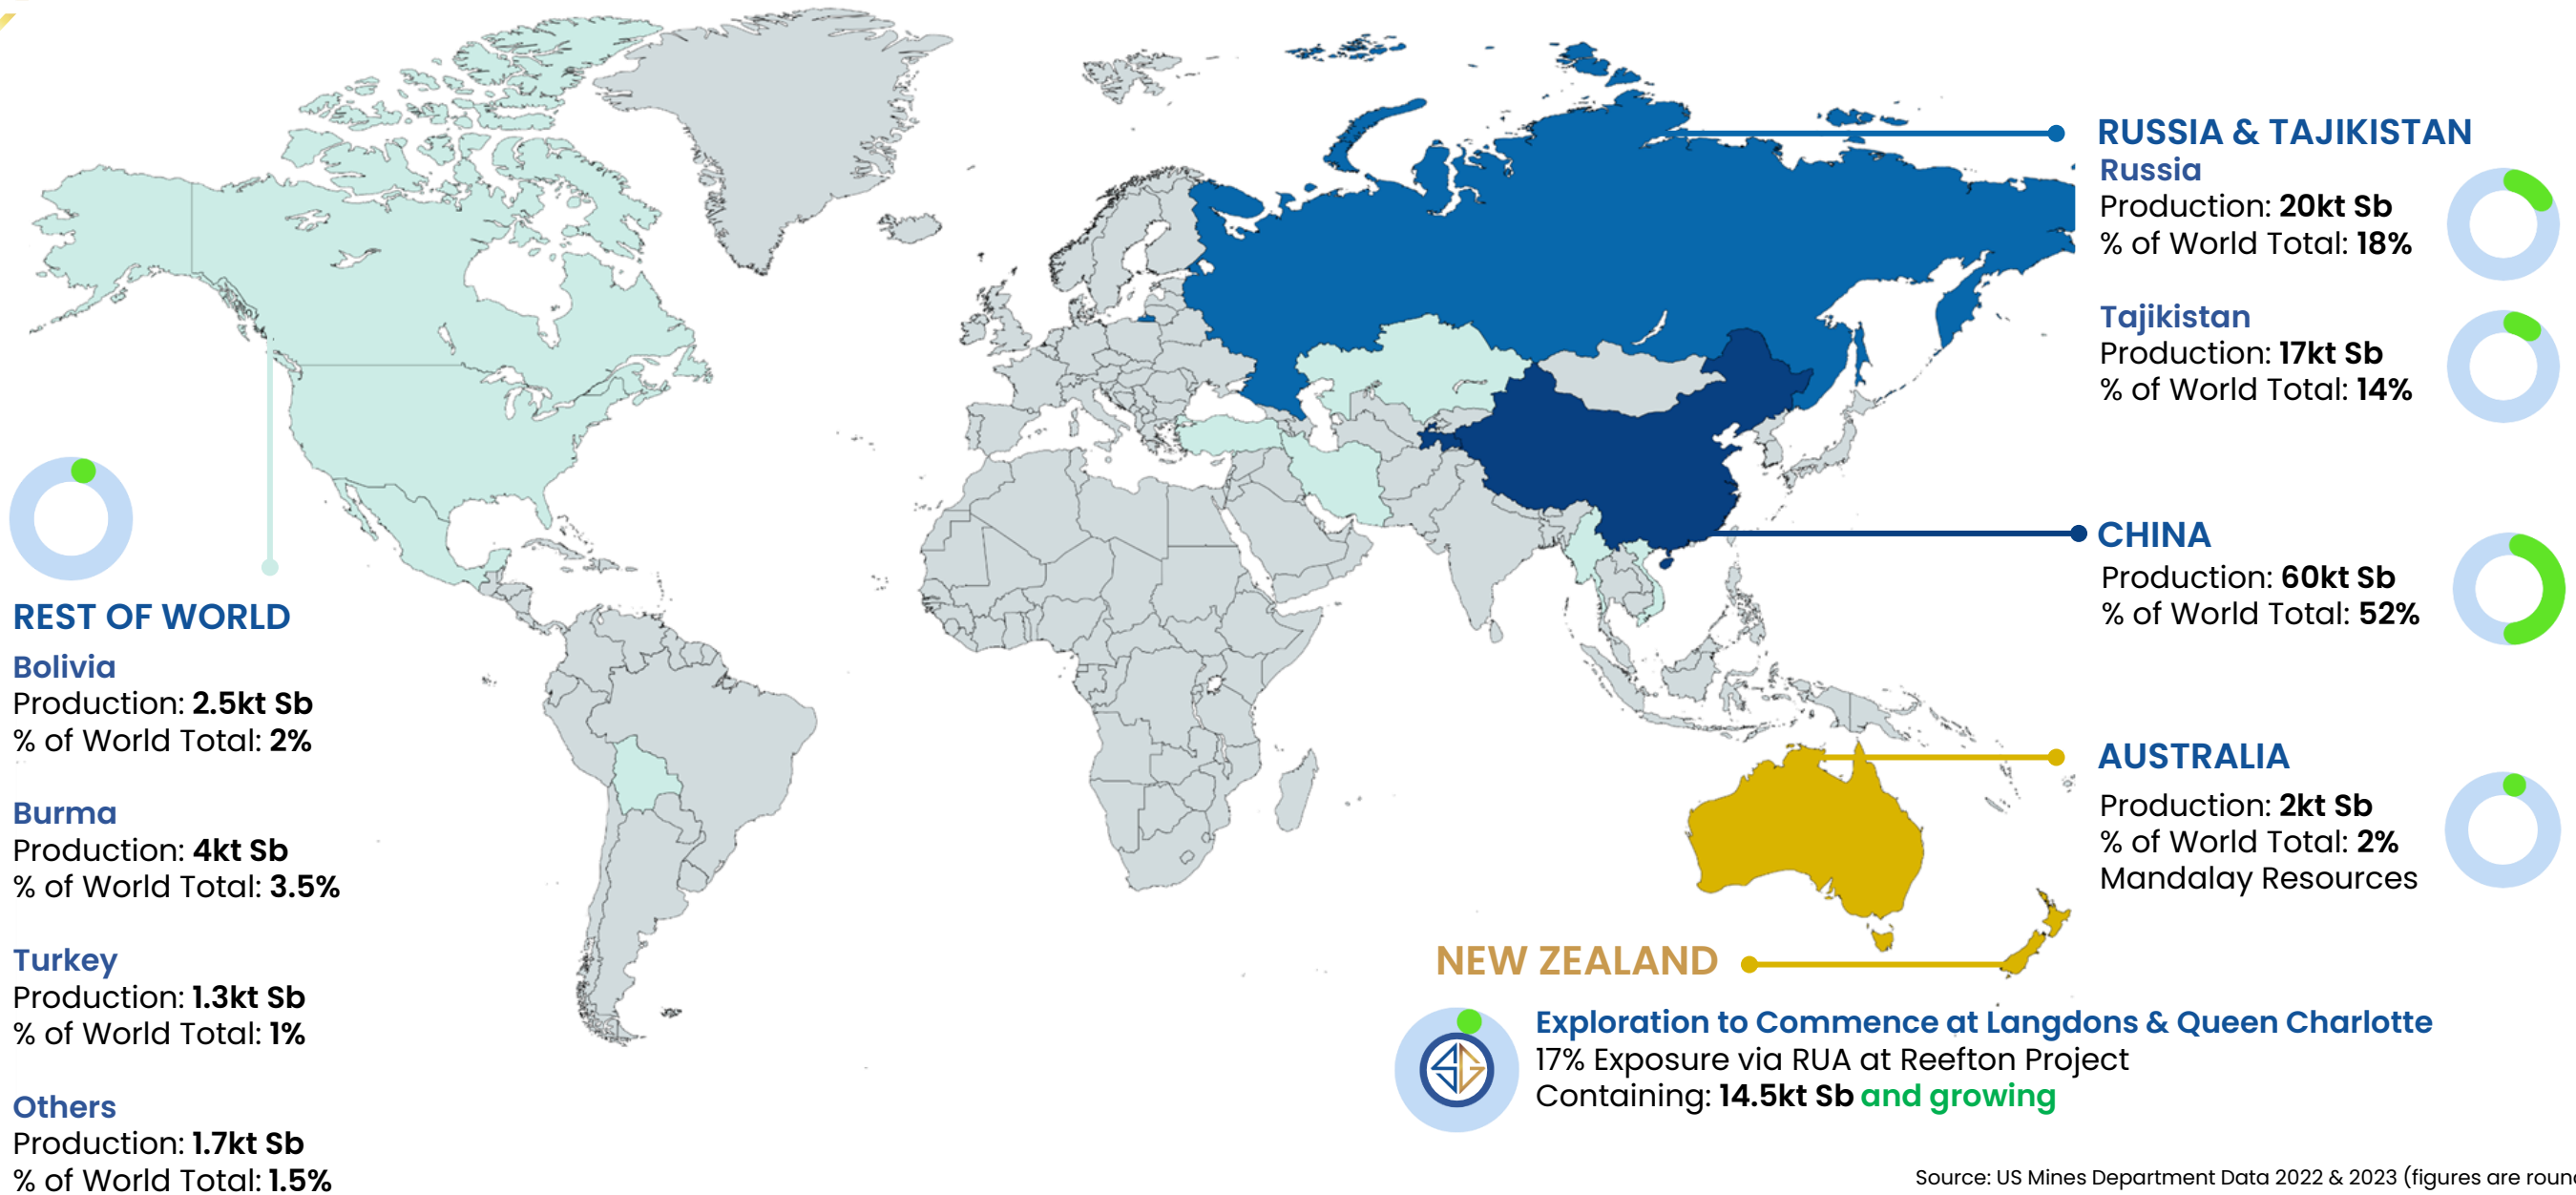 RUSSIA & TAJIKISTAN
Russia
Production: 20kt Sb
% of World Total: 18%
Tajikistan
Production: 17kt Sb
% of World Total: 14%
CHINA
Production: 60kt Sb
% of World Total: 52%
AUSTRALIA
Production: 2kt Sb
% of World Total: 2%
Mandalay Resources
REST OF WORLD
Bolivia
Production: 2.5kt Sb
% of World Total: 2%
Burma
Production: 4kt Sb
% of World Total: 3.5%
Turkey
Production: 1.3kt Sb
% of World Total: 1%
Others
Production: 1.7kt Sb
% of World Total: 1.5%
NEW ZEALAND
Exploration to Commence at Langdons & Queen Charlotte
17% Exposure via RUA at Reefton Project
Containing: 14.5kt Sb and growing
Source: US Mines Department Data 2022 & 2023 (figures are